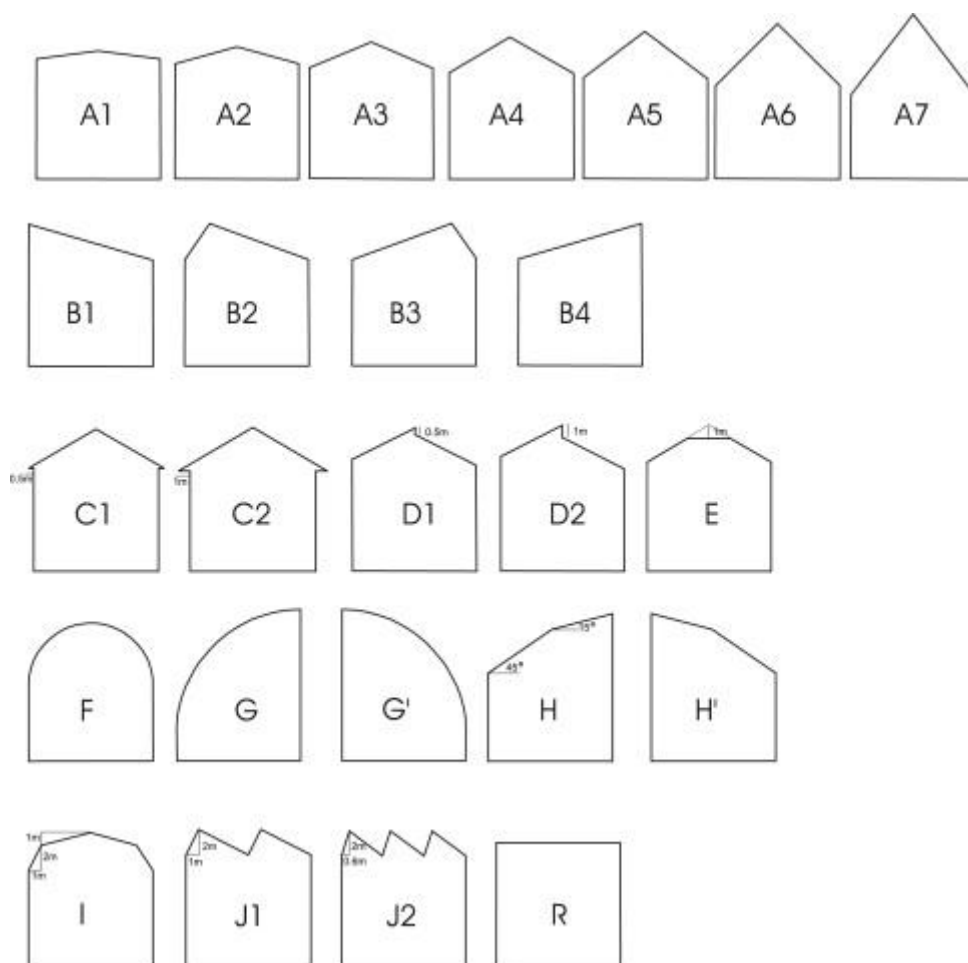 A1 A2 A3 A4 A5 A6 A7
B1 B2 B3 B4
0.5m 1m 1m
0.5m 1m
C1 C2 D1 D2 E
15°
45°
F G G' H H'
1m
2m 2m 2m
1m 1m 0.6m
I J1 J2 R